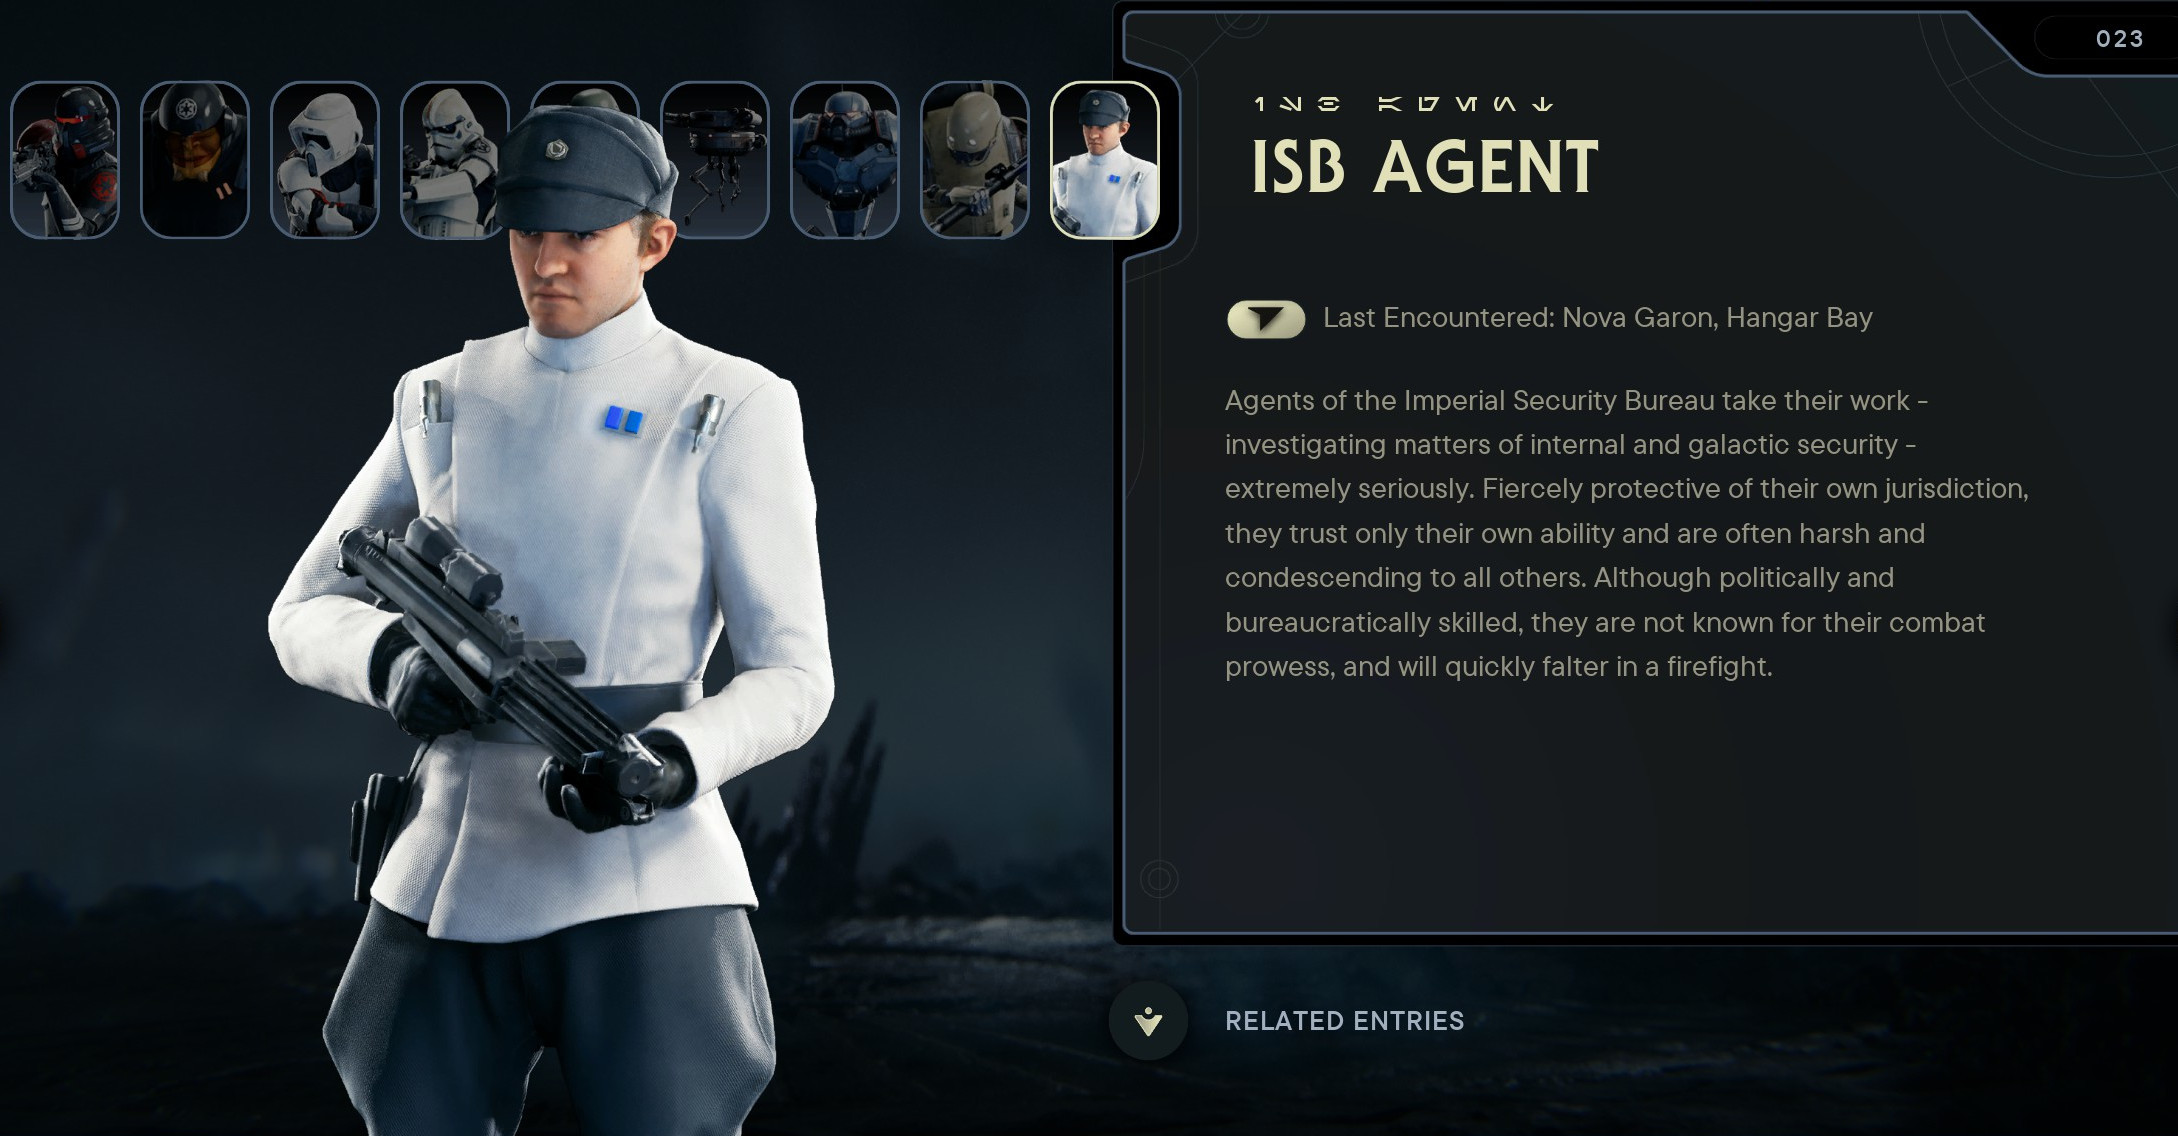 023
ISB AGENT
Last Encountered: Nova Garon, Hangar Bay
Agents of the Imperial Security Bureau take their work -
investigating matters of internal and galactic security -
extremely seriously. Fiercely protective of their own jurisdiction,
they trust only their own ability and are often harsh and
condescending to all others. Although politically and
bureaucratically skilled, they are not known for their combat
prowess, and will quickly falter in a firefight.
RELATED ENTRIES